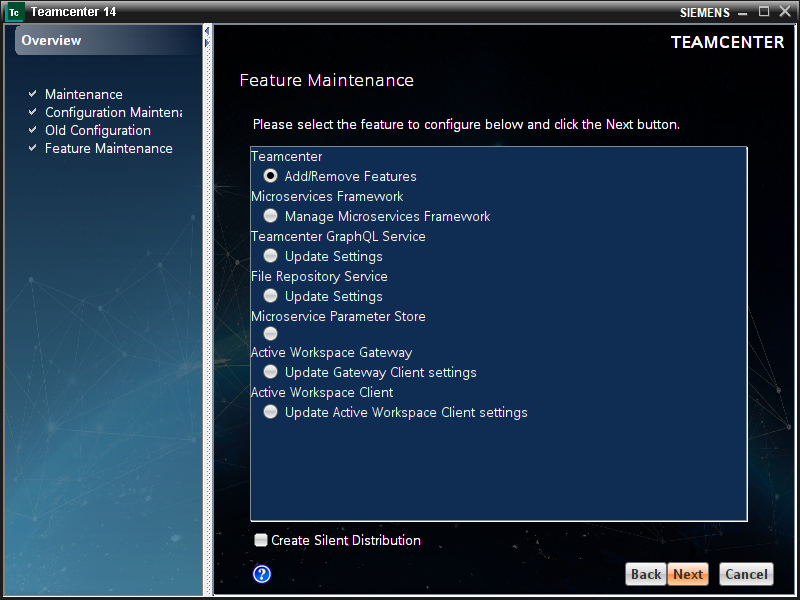 Tc Teamcenter 14 SIEMENS
Overview
TEAMCENTER
Feature Maintenance
Maintenance
Configuration Maintena
Old Configuration
Feature Maintenance
Please select the feature to configure below and click the Next button.
Teamcenter
Add/Remove Features
Microservices Framework
Manage Microservices Framework
Teamcenter GraphQL Service
Update Settings
File Repository Service
Update Settings
Microservice Parameter Store
Active Workspace Gateway
Update Gateway Client settings
Active Workspace Client
Update Active Workspace Client settings
Create Silent Distribution
? Back Next Cancel